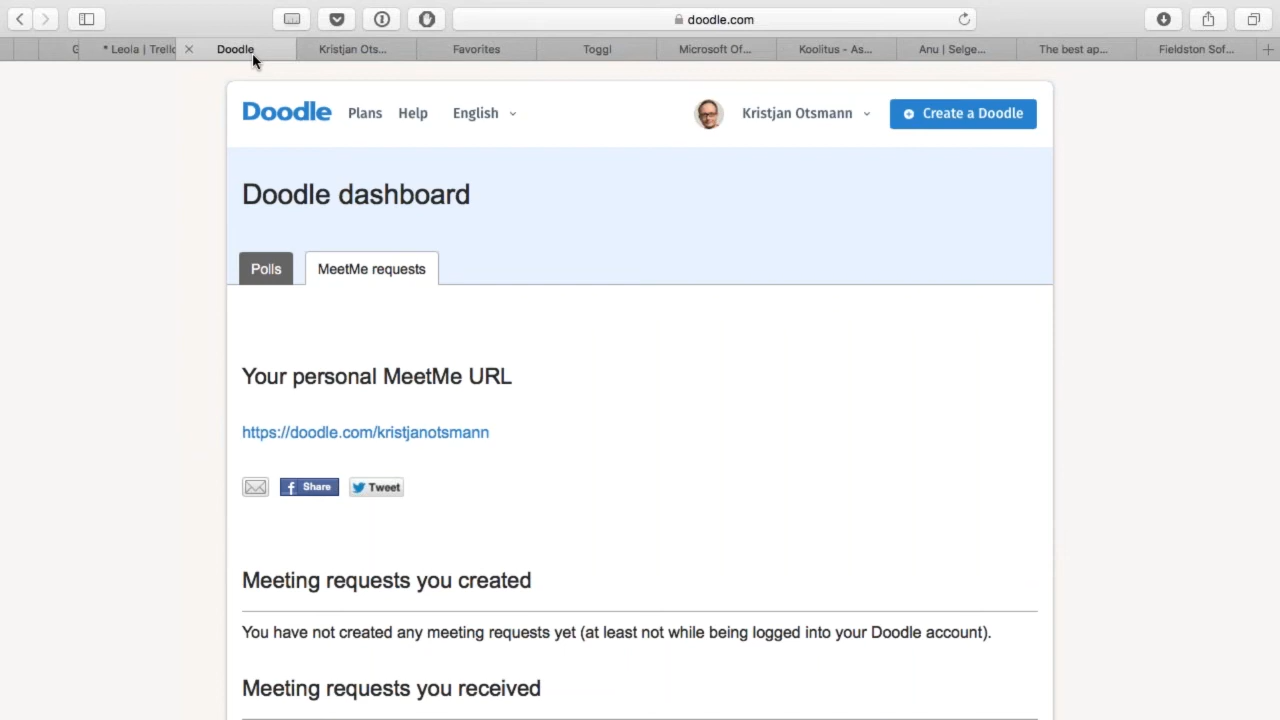 doodle.com
* Leola | Trell
Doodle
Kristjan Ots...
Favorites
Toggl
Microsoft Of...
Koolitus - As...
Anu | Selge...
The best ap...
Fieldston Sof...
Doodle Plans Help English Kristjan Otsmann Create a Doodle
Doodle dashboard
Polls MeetMe requests
Your personal MeetMe URL
https://doodle.com/kristjanotsmann
Share Tweet
Meeting requests you created
You have not created any meeting requests yet (at least not while being logged into your Doodle account).
Meeting requests you received